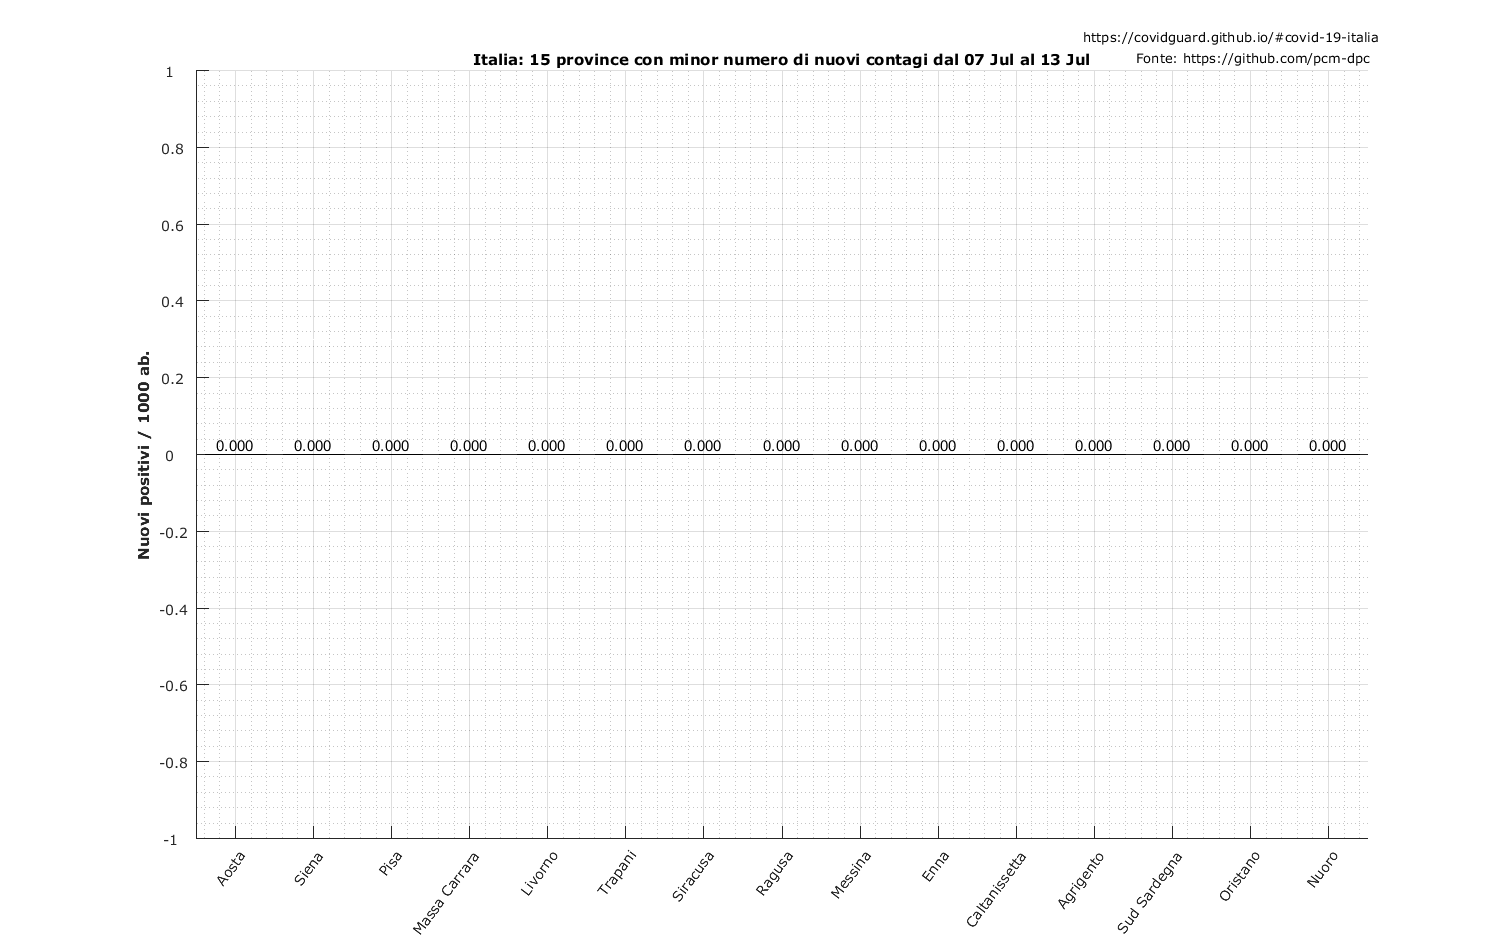 https://covidguard.github.io/#covid-19-italia
Italia: 15 province con minor numero di nuovi contagi dal 07 Jul al 13 Jul
Fonte: https://github.com/pcm-dpc
Nuovi positivi / 1000 ab.
1
0.8
0.6
0.4
0.2
0
-0.2
-0.4
-0.6
-0.8
-1
0.000 0.000 0.000 0.000 0.000 0.000 0.000 0.000 0.000 0.000 0.000 0.000 0.000 0.000 0.000
Aosta
Siena
Pisa
Massa Carrara
Livorno
Trapani
Siracusa
Ragusa
Messina
Enna
Caltanissetta
Agrigento
Sud Sardegna
Oristano
Nuoro